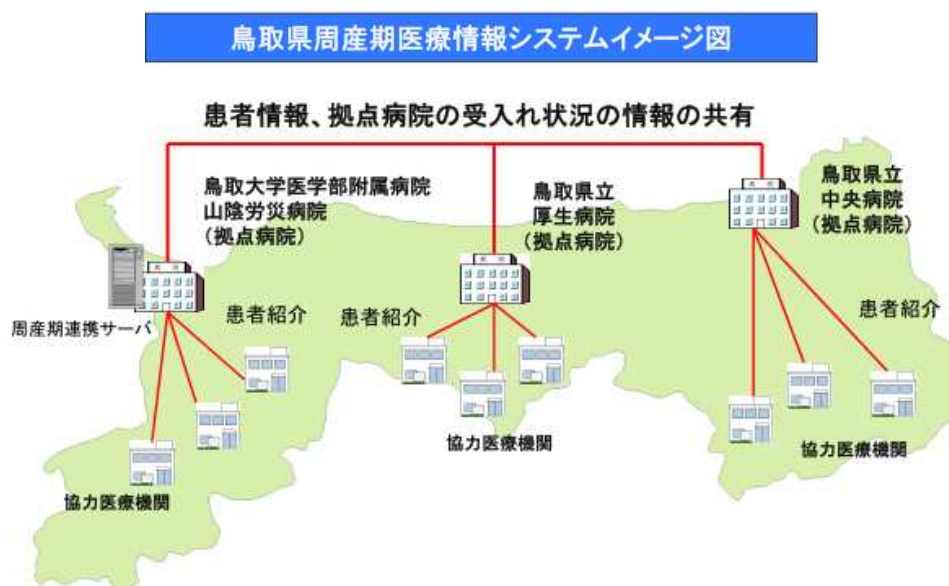 鳥取県周産期医療情報システムイメージ図
患者情報、拠点病院の受入れ状況の情報の共有
鳥取大学医学部附属病院
山陰労災病院
（拠点病院）
鳥取県立
厚生病院
（拠点病院）
鳥取県立
中央病院
（拠点病院）
周産期連携サーバ
患者紹介
患者紹介
患者紹介
協力医療機関
協力医療機関
協力医療機関